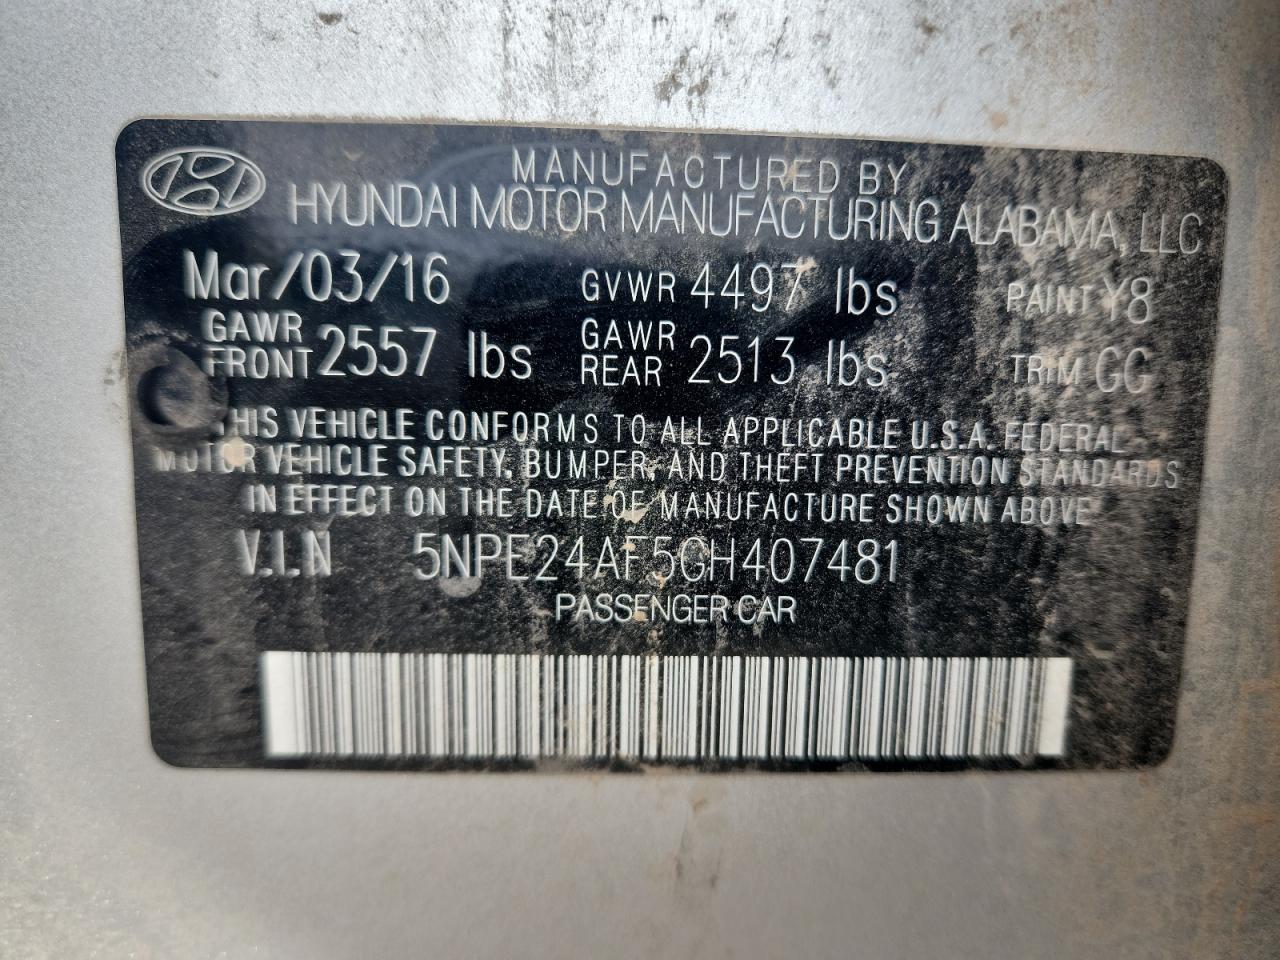 MANUFACTURED BY
HYUNDAI MOTOR MANUFACTURING ALABAMA, LLC
Mar/03/16 GVWR 4497 lbs PAINT Y8
GAWR FRONT 2557 lbs GAWR REAR 2513 lbs TRIM GG
THIS VEHICLE CONFORMS TO ALL APPLICABLE U.S.A. FEDERAL
MOTOR VEHICLE SAFETY, BUMPER, AND THEFT PREVENTION STANDARDS
IN EFFECT ON THE DATE OF MANUFACTURE SHOWN ABOVE
V.I.N 5NPE24AF5GH407481
PASSENGER CAR